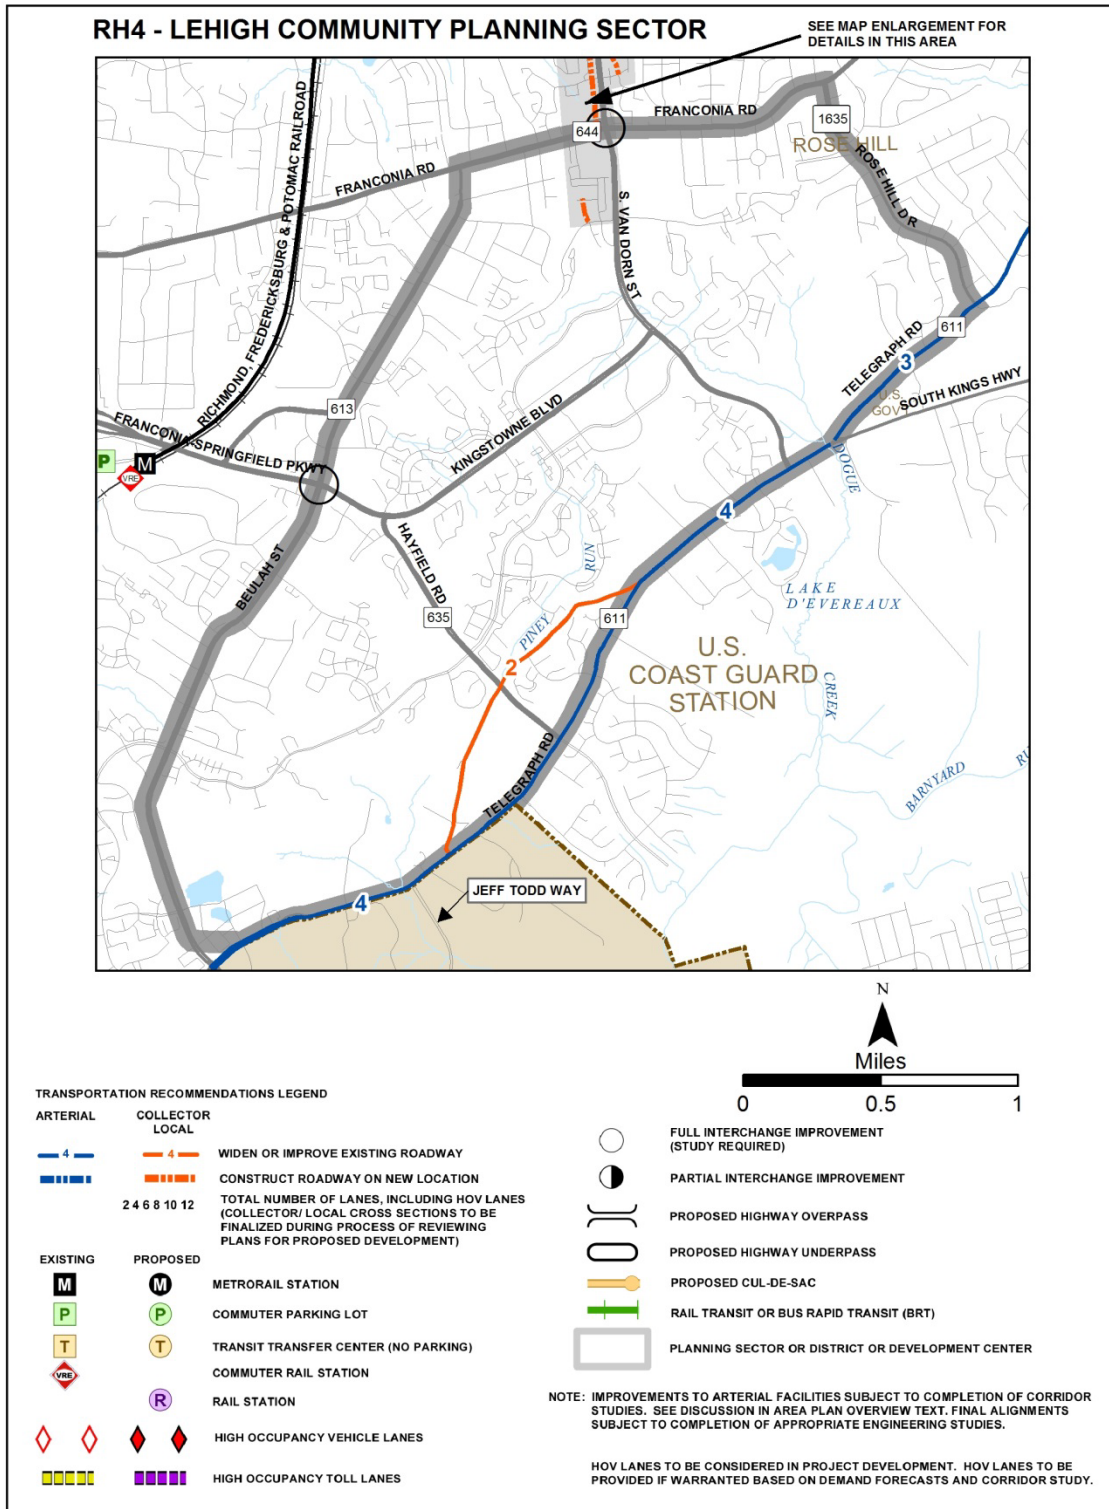 RH4 - LEHIGH COMMUNITY PLANNING SECTOR
SEE MAP ENLARGEMENT FOR
DETAILS IN THIS AREA
RICHMOND, FREDERICKSBURG & POTOMAC RAILROAD
FRANCONIA RD
644
FRANCONIA RD
1635
ROSE HILL
ROSE HILL DR
S. VAN DORN ST
TELEGRAPH RD
611
3
U.S.
GOV
SOUTH KINGS HWY
613
FRANCONIA-SPRINGFIELD PKWY
KINGSTOWNE BLVD
P
M
VRE
DOGUE
4
HAYFIELD RD
RUN
BEULAH ST
635
PINEY
611
LAKE
D'EVEREAUX
2
U.S.
COAST GUARD
STATION
CREEK
TELEGRAPH RD
BARNYARD
RU
JEFF TODD WAY
4
N
Miles
0 0.5 1
TRANSPORTATION RECOMMENDATIONS LEGEND
ARTERIAL COLLECTOR
LOCAL
4 4 WIDEN OR IMPROVE EXISTING ROADWAY
CONSTRUCT ROADWAY ON NEW LOCATION
2 4 6 8 10 12 TOTAL NUMBER OF LANES, INCLUDING HOV LANES
(COLLECTOR/ LOCAL CROSS SECTIONS TO BE
FINALIZED DURING PROCESS OF REVIEWING
PLANS FOR PROPOSED DEVELOPMENT)
EXISTING PROPOSED
M M METRORAIL STATION
P P COMMUTER PARKING LOT
T T TRANSIT TRANSFER CENTER (NO PARKING)
VRE COMMUTER RAIL STATION
R RAIL STATION
HIGH OCCUPANCY VEHICLE LANES
HIGH OCCUPANCY TOLL LANES
FULL INTERCHANGE IMPROVEMENT
(STUDY REQUIRED)
PARTIAL INTERCHANGE IMPROVEMENT
PROPOSED HIGHWAY OVERPASS
PROPOSED HIGHWAY UNDERPASS
PROPOSED CUL-DE-SAC
RAIL TRANSIT OR BUS RAPID TRANSIT (BRT)
PLANNING SECTOR OR DISTRICT OR DEVELOPMENT CENTER
NOTE: IMPROVEMENTS TO ARTERIAL FACILITIES SUBJECT TO COMPLETION OF CORRIDOR
STUDIES. SEE DISCUSSION IN AREA PLAN OVERVIEW TEXT. FINAL ALIGNMENTS
SUBJECT TO COMPLETION OF APPROPRIATE ENGINEERING STUDIES.
HOV LANES TO BE CONSIDERED IN PROJECT DEVELOPMENT. HOV LANES TO BE
PROVIDED IF WARRANTED BASED ON DEMAND FORECASTS AND CORRIDOR STUDY.